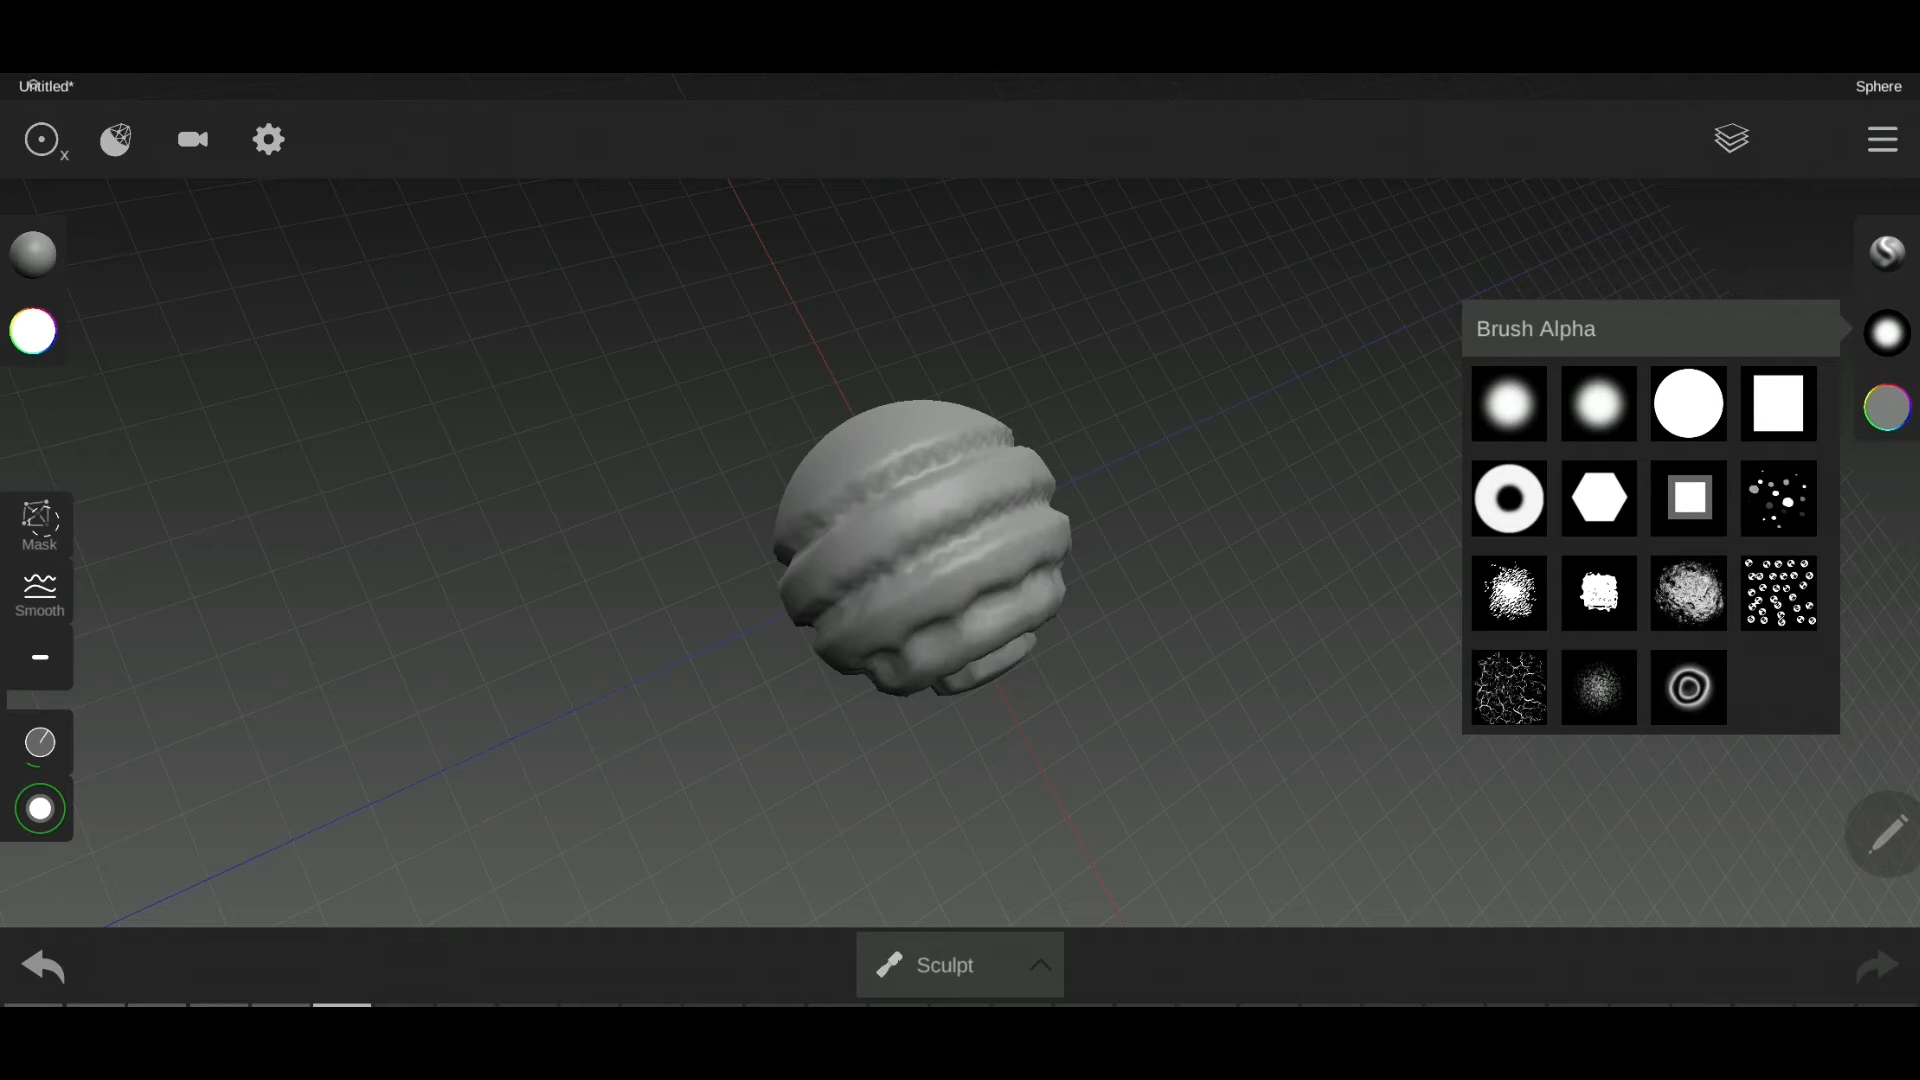 Untitled*
Sphere
x
Brush Alpha
Mask
Smooth
Sculpt